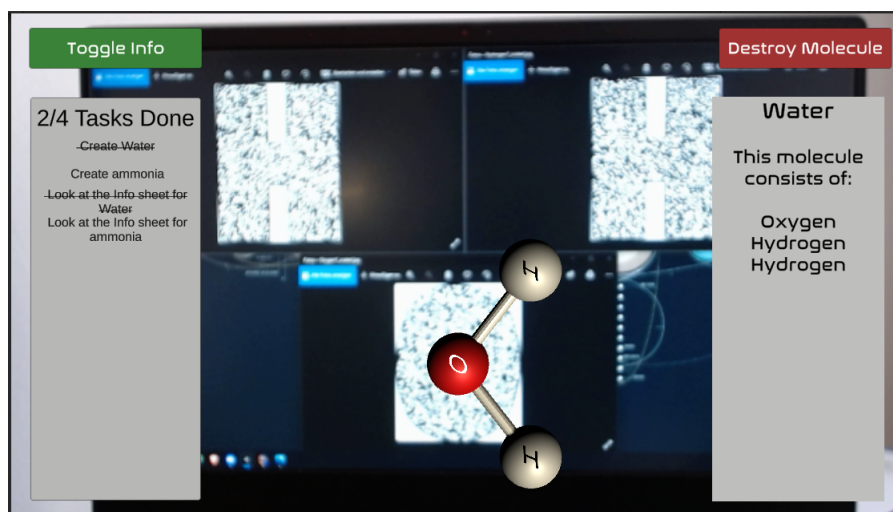 Toggle Info
Destroy Molecule
2/4 Tasks Done
Create Water
Create ammonia
Look at the Info sheet for
Water
Look at the Info sheet for
ammonia
Water
This molecule
consists of:
Oxygen
Hydrogen
Hydrogen
H
O
H